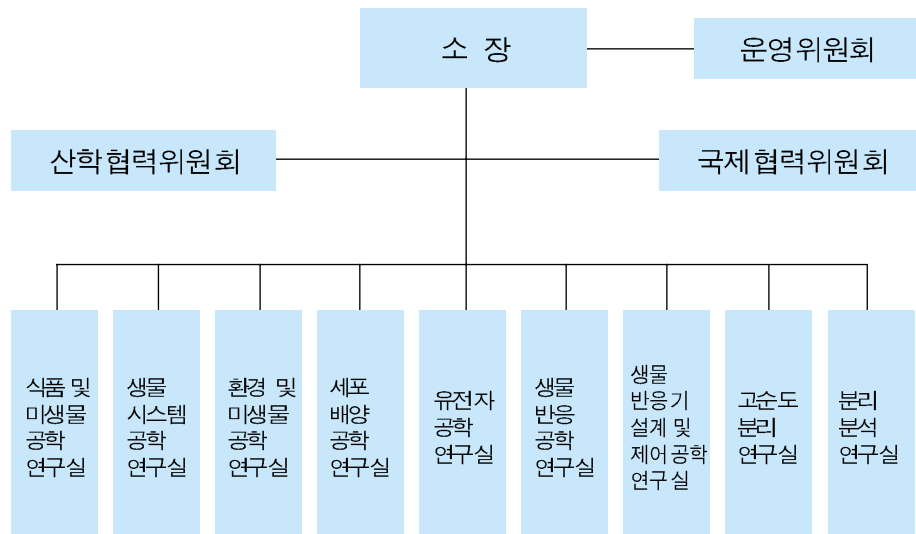 소 장
운영위원회
산학협력위원회
국제협력위원회
식품 및
미생물
공학
연구실
생물
시스템
공학
연구실
환경 및
미생물
공학
연구실
세포
배양
공학
연구실
유전자
공학
연구실
생물
반응
공학
연구실
생물
반응기
설계 및
제어공학
연구실
고순도
분리
연구실
분리
분석
연구실